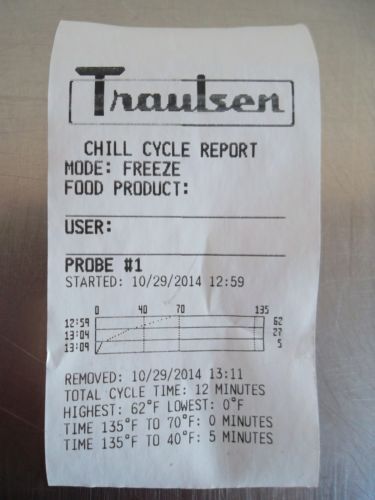 Traulsen
CHILL CYCLE REPORT
MODE: FREEZE
FOOD PRODUCT:
USER:
PROBE #1
STARTED: 10/29/2014 12:59
0 40 70 135
12:59 62
13:04 27
13:09 5
REMOVED: 10/29/2014 13:11
TOTAL CYCLE TIME: 12 MINUTES
HIGHEST: 62°F LOWEST: 0°F
TIME 135°F TO 70°F: 0 MINUTES
TIME 135°F TO 40°F: 5 MINUTES